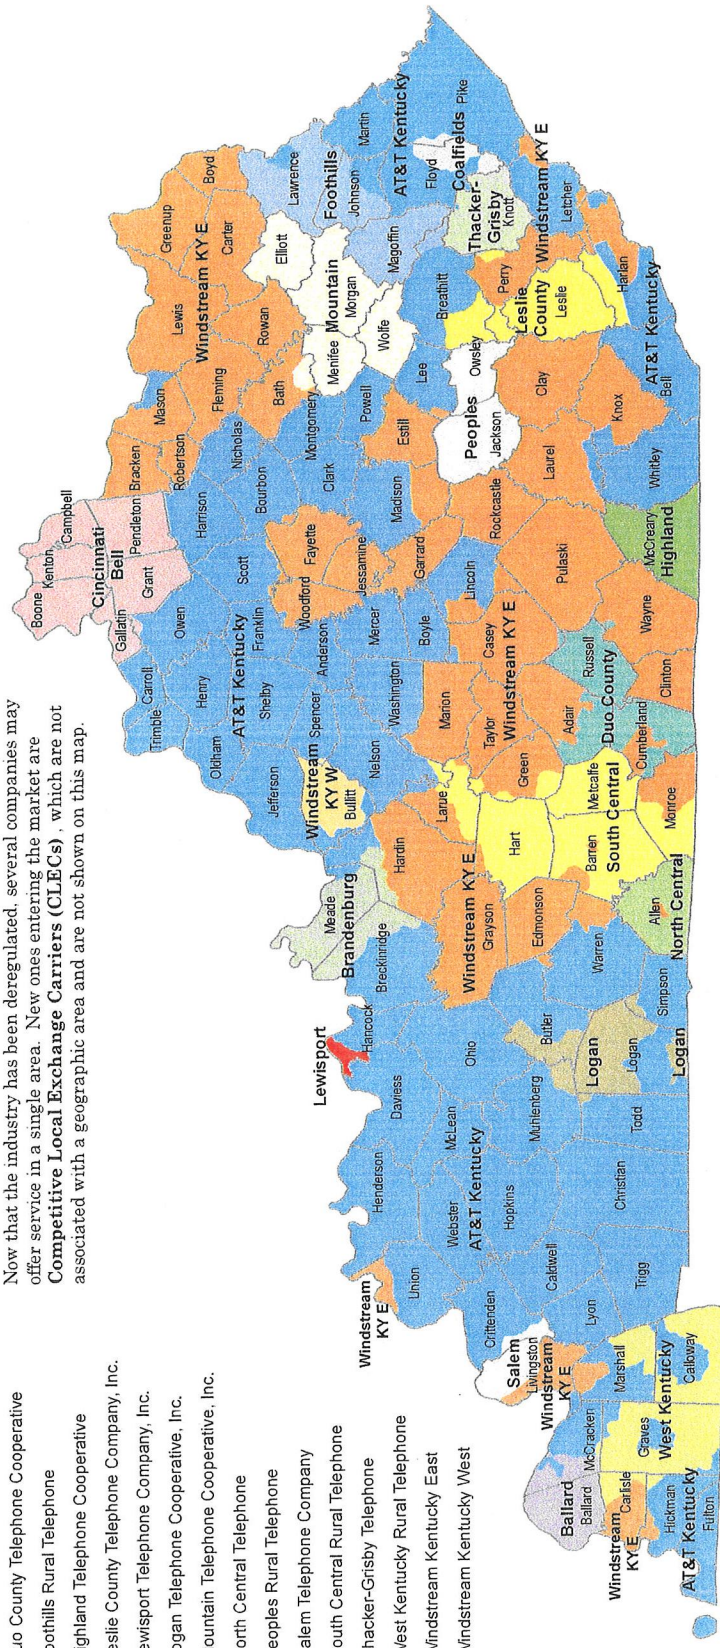 Now that the industry has been deregulated, several companies may
offer service in a single area. New ones entering the market are
Competitive Local Exchange Carriers (CLECs), which are not
associated with a geographic area and are not shown on this map.
uo County Telephone Cooperative
oothills Rural Telephone
ighland Telephone Cooperative
eslie County Telephone Company, Inc.
ewisport Telephone Company, Inc.
ogan Telephone Cooperative, Inc.
ountain Telephone Cooperative, Inc.
orth Central Telephone
eoples Rural Telephone
alem Telephone Company
outh Central Rural Telephone
hacker-Grisby Telephone
Vest Kentucky Rural Telephone
Vindstream Kentucky East
Vindstream Kentucky West
Boone
Kenton
Campbell
Cincinnati
Bell
Gallatin
Grant
Pendleton
Bracken
Robertson
Mason
Lewis
Greenup
Boyd
Carter
Windstream KY E
Fleming
Rowan
Bath
Elliott
Lawrence
Foothills
Johnson
Martin
AT&T Kentucky
Magoffin
Floyd
Coalfields
Pike
Mountain
Morgan
Menifee
Wolfe
Trimble
Carroll
Owen
Harrison
Nicholas
Oldham
Henry
AT&T Kentucky
Shelby
Franklin
Scott
Bourbon
Montgomery
Clark
Powell
Jefferson
Spencer
Anderson
Woodford
Fayette
Jessamine
Windstream
KY W
Bullitt
Nelson
Washington
Mercer
Boyle
Garrard
Madison
Estill
Lee
Breathitt
Owsley
Peoples
Jackson
Thacker-
Grisby
Knott
Perry
Windstream KY E
Letcher
Leslie
County
Leslie
Harlan
AT&T Kentucky
Bell
Clay
Knox
Laurel
Whitley
Rockcastle
Lincoln
Pulaski
McCreary
Highland
Casey
Windstream KY E
Wayne
Marion
Taylor
Green
Adair
Russell
Duo County
Cumberland
Clinton
Larue
Hardin
Hart
Metcalfe
Barren
South Central
Monroe
Meade
Brandenburg
Breckinridge
Windstream KY E
Grayson
Edmonson
Warren
Allen
North Central
Simpson
Lewisport
Hancock
Ohio
Butler
Logan
Logan
Logan
Daviess
McLean
Muhlenberg
Todd
Henderson
Webster
AT&T Kentucky
Hopkins
Christian
Windstream
KY E
Union
Crittenden
Caldwell
Lyon
Trigg
Salem
Livingston
Windstream
KY E
Marshall
Calloway
West Kentucky
Graves
McCracken
Ballard
Ballard
Carlisle
Windstream
KY E
Hickman
AT&T Kentucky
Fulton